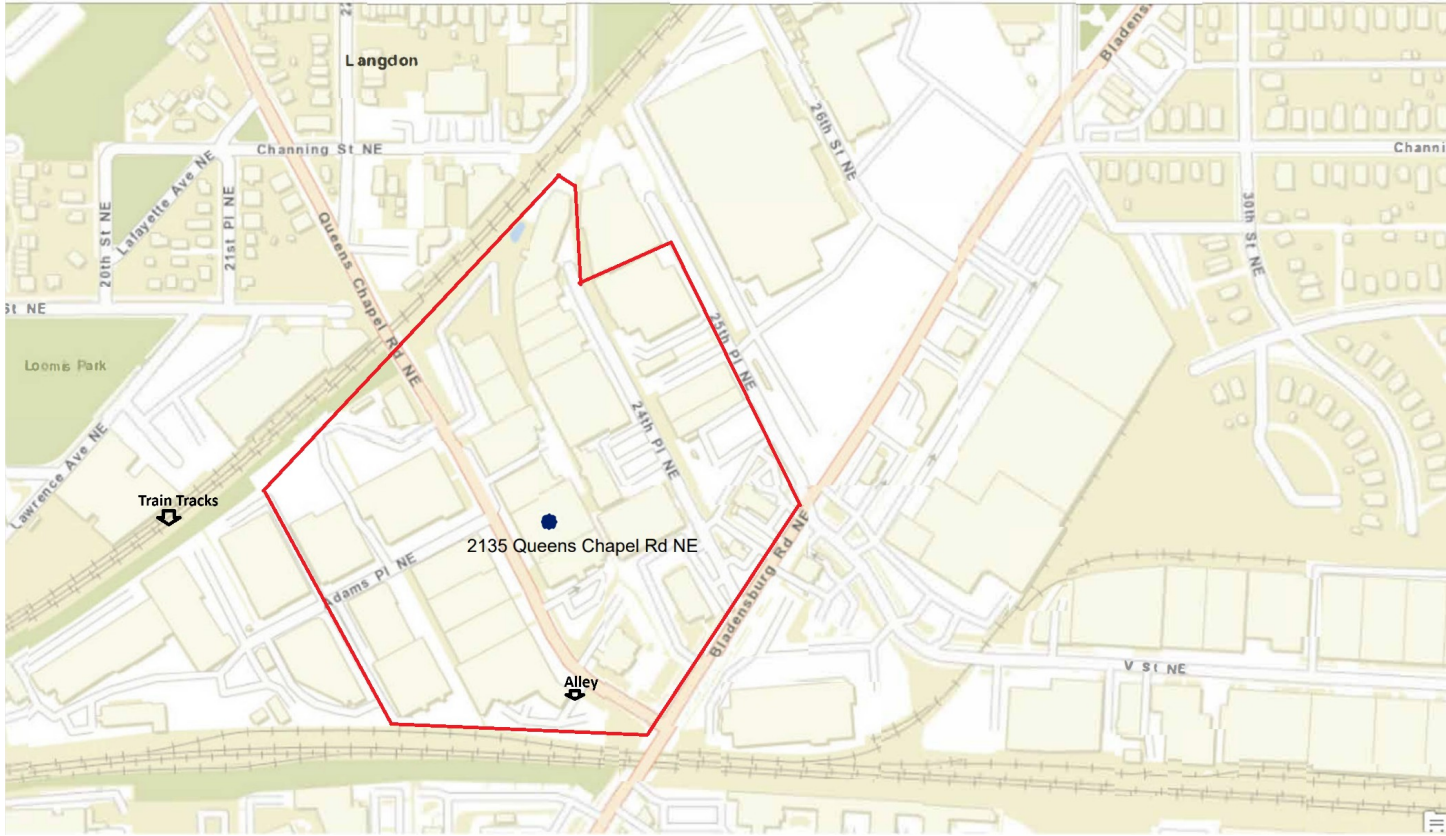 22
Langdon
Bladens
Channing St NE
26th St NE
Channi
Lafayette Ave NE
20th St NE
21st Pl NE
Queens Chapel Rd NE
30th St NE
St NE
25th Pl NE
Loomis Park
24th Pl NE
Lawrence Ave NE
Train Tracks
2135 Queens Chapel Rd NE
Adams Pl NE
Bladensburg Rd NE
V St NE
Alley